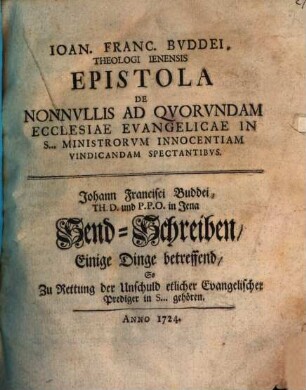 IOAN. FRANC. BVDDEI,
THEOLOGI IENENSIS
EPISTOLA
DE
NONNVLLIS AD QVORVNDAM
ECCLESIAE EVANGELICAE IN
S... MINISTRORVM INNOCENTIAM
VINDICANDAM SPECTANTIBVS.
Johann Francisci Buddei,
TH. D. und P. P. O. in Jena
Send-Schreiben/
Einige Dinge betreffend/
So
Zu Rettung der Unschuld etlicher Evangelischer
Prediger in S... gehören.
ANNO 1724.